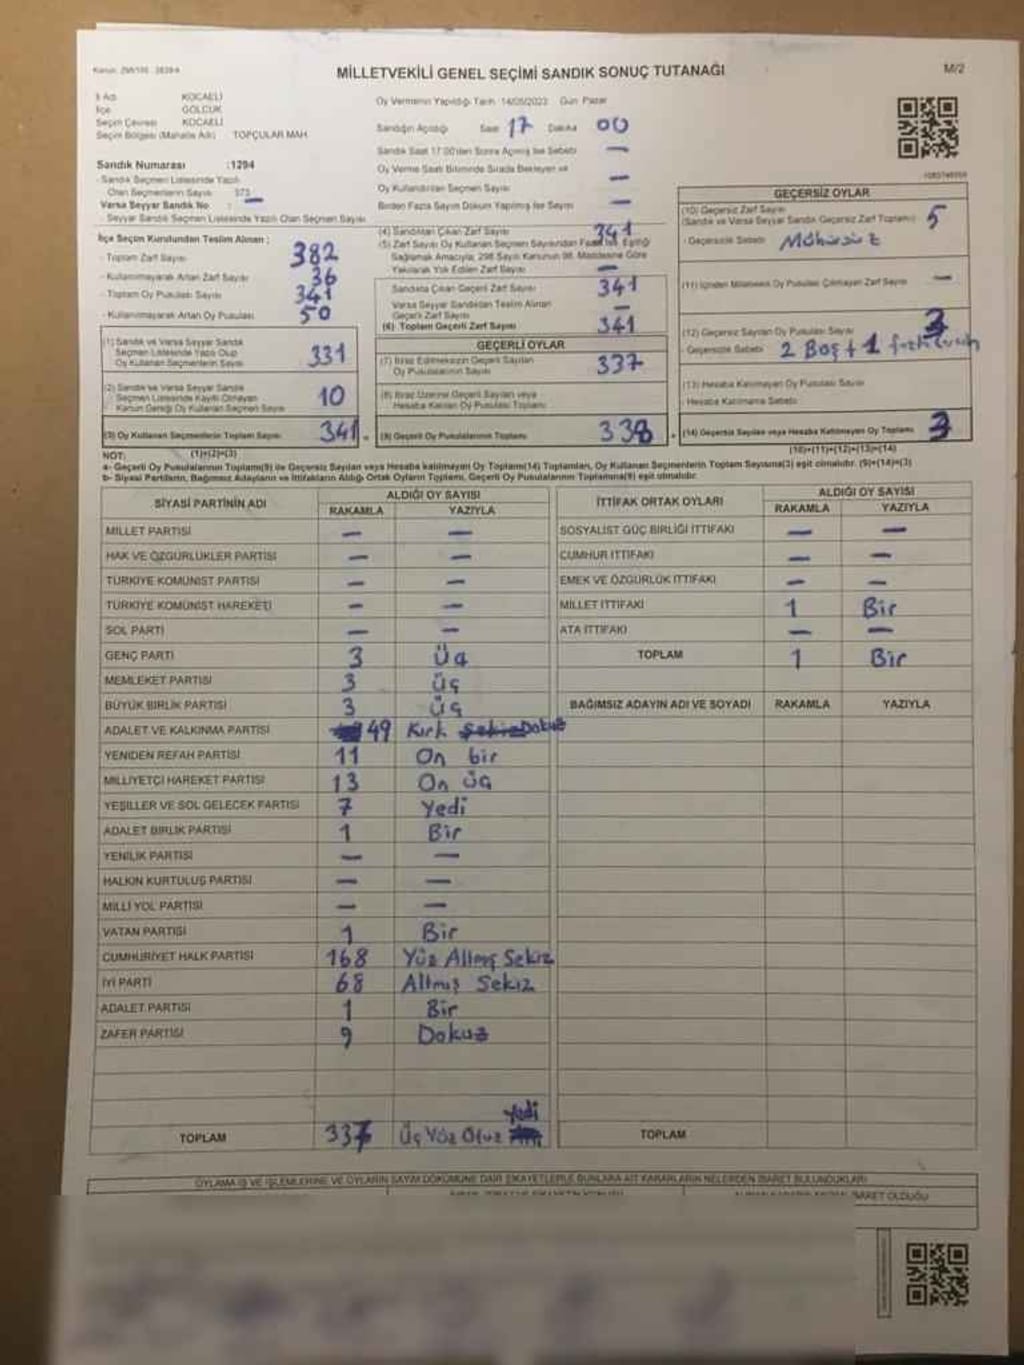 MİLLETVEKİLİ GENEL SEÇİMİ SANDIK SONUÇ TUTANAĞI
M/2
İl Adı KOCAELİ
İlçe GÖLCÜK
Seçim Çevresi KOCAELİ
Seçim Bölgesi (Mahalle Adı) TOPÇULAR MAH.
Sandık Numarası :1294
- Sandık Seçmen Listesinde Yazılı
Olan Seçmenlerin Sayısı 373
Varsa Seyyar Sandık No : —
- Seyyar Sandık Seçmen Listesinde Yazılı Olan Seçmen Sayısı
Oy Vermenin Yapıldığı Tarih 14/05/2023 Gün Pazar
Sandığın Açıldığı Saat 17 Dakika 00
Sandık Saat 17.00'den Sonra Açılmış İse Sebebi —
Oy Verme Saati Bitiminde Sırada Bekleyen ve
Oy Kullandırılan Seçmen Sayısı —
Birden Fazla Sayım Döküm Yapılmış İse Sayısı —
İlçe Seçim Kurulundan Teslim Alınan :
- Toplam Zarf Sayısı 382
- Kullanılmayarak Artan Zarf Sayısı 36
- Toplam Oy Pusulası Sayısı 341
- Kullanılmayarak Artan Oy Pusulası 50
(1) Sandık ve Varsa Seyyar Sandık
Seçmen Listesinde Yazılı Olup
Oy Kullanan Seçmenlerin Sayısı 331
(2) Sandık ve Varsa Seyyar Sandık
Seçmen Listesinde Kayıtlı Olmayan
Kanun Gereği Oy Kullanan Seçmen Sayısı 10
(3) Oy Kullanan Seçmenlerin Toplam Sayısı 341
(1)+(2)=(3)
(4) Sandıktan Çıkan Zarf Sayısı 341
(5) Zarf Sayısı Oy Kullanan Seçmen Sayısından Fazla İse, Eşitliği
Sağlamak Amacıyla, 298 Sayılı Kanunun 98. Maddesine Göre
Yakılarak Yok Edilen Zarf Sayısı —
Sandıkta Çıkan Geçerli Zarf Sayısı 341
Varsa Seyyar Sandıktan Teslim Alınan
Geçerli Zarf Sayısı —
(6) Toplam Geçerli Zarf Sayısı 341
GEÇERLİ OYLAR
(7) İtiraz Edilmeksizin Geçerli Sayılan
Oy Pusulalarının Sayısı 337
(8) İtiraz Üzerine Geçerli Sayılan veya
Hesaba Katılan Oy Pusulası Toplamı
(9) Geçerli Oy Pusulalarının Toplamı 338
GEÇERSİZ OYLAR
(10) Geçersiz Zarf Sayısı 5
(Sandık ve Varsa Seyyar Sandık Geçersiz Zarf Toplamı)
- Geçersizlik Sebebi Mühürsüz
(11) İçinden Milletvekili Oy Pusulası Çıkmayan Zarf Sayısı —
(12) Geçersiz Sayılan Oy Pusulası Sayısı 3
- Geçersizlik Sebebi 2 Boş + 1
(13) Hesaba Katılmayan Oy Pusulası Sayısı
- Hesaba Katılmama Sebebi
(14) Geçersiz Sayılan veya Hesaba Katılmayan Oy Toplamı 3
(10)+(11)+(12)+(13)=(14)
NOT:
a- Geçerli Oy Pusulalarının Toplamı(9) ile Geçersiz Sayılan veya Hesaba katılmayan Oy Toplamı(14) Toplamları, Oy Kullanan Seçmenlerin Toplam Sayısına(3) eşit olmalıdır. (9)+(14)=(3)
b- Siyasi Partilerin, Bağımsız Adayların ve İttifakların Aldığı Ortak Oyların Toplamı, Geçerli Oy Pusulalarının Toplamına(9) eşit olmalıdır.
SİYASİ PARTİNİN ADI ALDIĞI OY SAYISI
RAKAMLA YAZIYLA
MİLLET PARTİSİ — —
HAK VE ÖZGÜRLÜKLER PARTİSİ — —
TÜRKİYE KOMÜNİST PARTİSİ — —
TÜRKİYE KOMÜNİST HAREKETİ — —
SOL PARTİ — —
GENÇ PARTİ 3 Üç
MEMLEKET PARTİSİ 3 üç
BÜYÜK BİRLİK PARTİSİ 3 üç
ADALET VE KALKINMA PARTİSİ 49 Kırk Sekiz Dokuz
YENİDEN REFAH PARTİSİ 11 On bir
MİLLİYETÇİ HAREKET PARTİSİ 13 On üç
YEŞİLLER VE SOL GELECEK PARTİSİ 7 Yedi
ADALET BİRLİK PARTİSİ 1 Bir
YENİLİK PARTİSİ — —
HALKIN KURTULUŞ PARTİSİ — —
MİLLİ YOL PARTİSİ — —
VATAN PARTİSİ 1 Bir
CUMHURİYET HALK PARTİSİ 168 Yüz Altmış Sekiz
İYİ PARTİ 68 Altmış Sekiz
ADALET PARTİSİ 1 Bir
ZAFER PARTİSİ 9 Dokuz
TOPLAM 337 Üç Yüz Otuz Yedi
İTTİFAK ORTAK OYLARI ALDIĞI OY SAYISI
RAKAMLA YAZIYLA
SOSYALİST GÜÇ BİRLİĞİ İTTİFAKI — —
CUMHUR İTTİFAKI — —
EMEK VE ÖZGÜRLÜK İTTİFAKI — —
MİLLET İTTİFAKI 1 Bir
ATA İTTİFAKI — —
TOPLAM 1 Bir
BAĞIMSIZ ADAYIN ADI VE SOYADI RAKAMLA YAZIYLA
TOPLAM
OYLAMA İŞ VE İŞLEMLERİNE VE OYLARIN SAYIM DÖKÜMÜNE DAİR ŞİKAYETLERLE BUNLARA AİT KARARLARIN NELERDEN İBARET BULUNDUKLARI